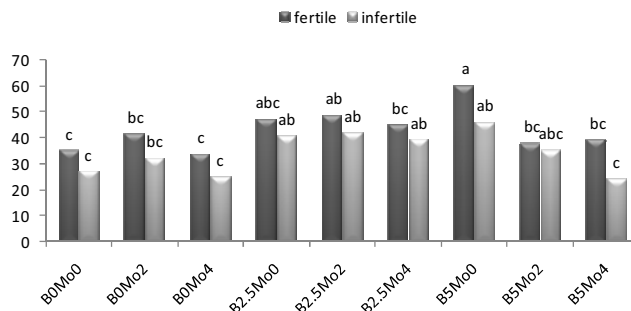 fertile infertile
70
60
50
40
30
20
10
0
c c bc bc c c abc ab ab ab bc ab a ab bc abc bc c
B0Mo0 B0Mo2 B0Mo4 B2.5Mo0 B2.5Mo2 B2.5Mo4 B5Mo0 B5Mo2 B5Mo4